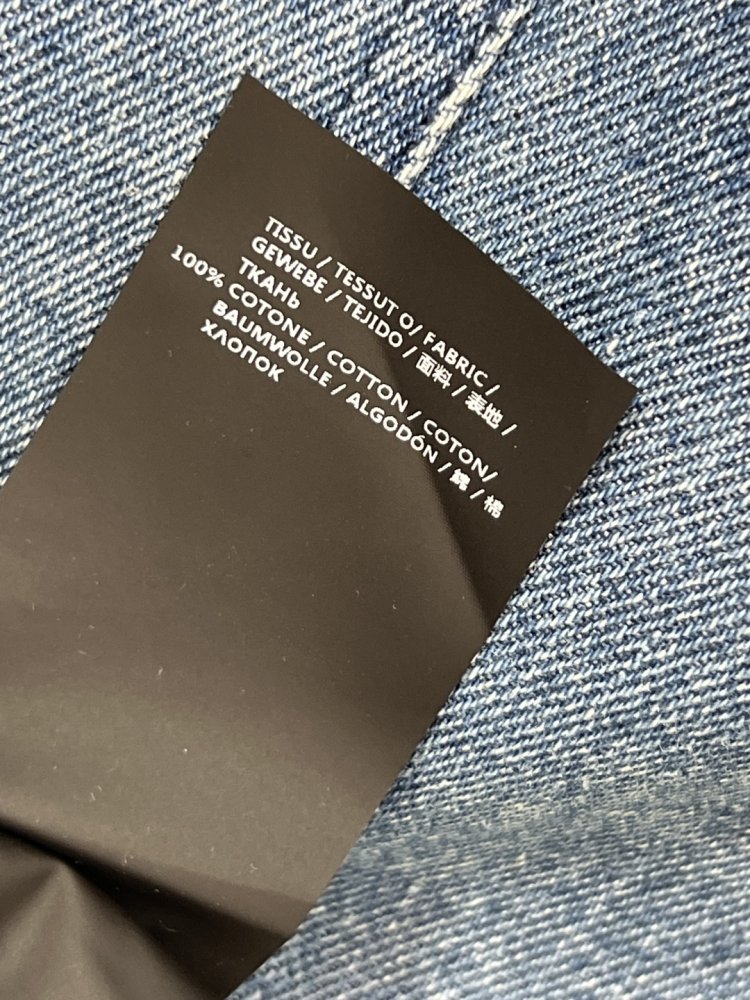 TISSU / TESSUT O/ FABRIC /
GEWEBE / TEJIDO / 面料 / 表地 /
ТКАНЬ
100% COTONE / COTTON / COTON/
BAUMWOLLE / ALGODÓN / 綿 / 棉
ХЛОПОК